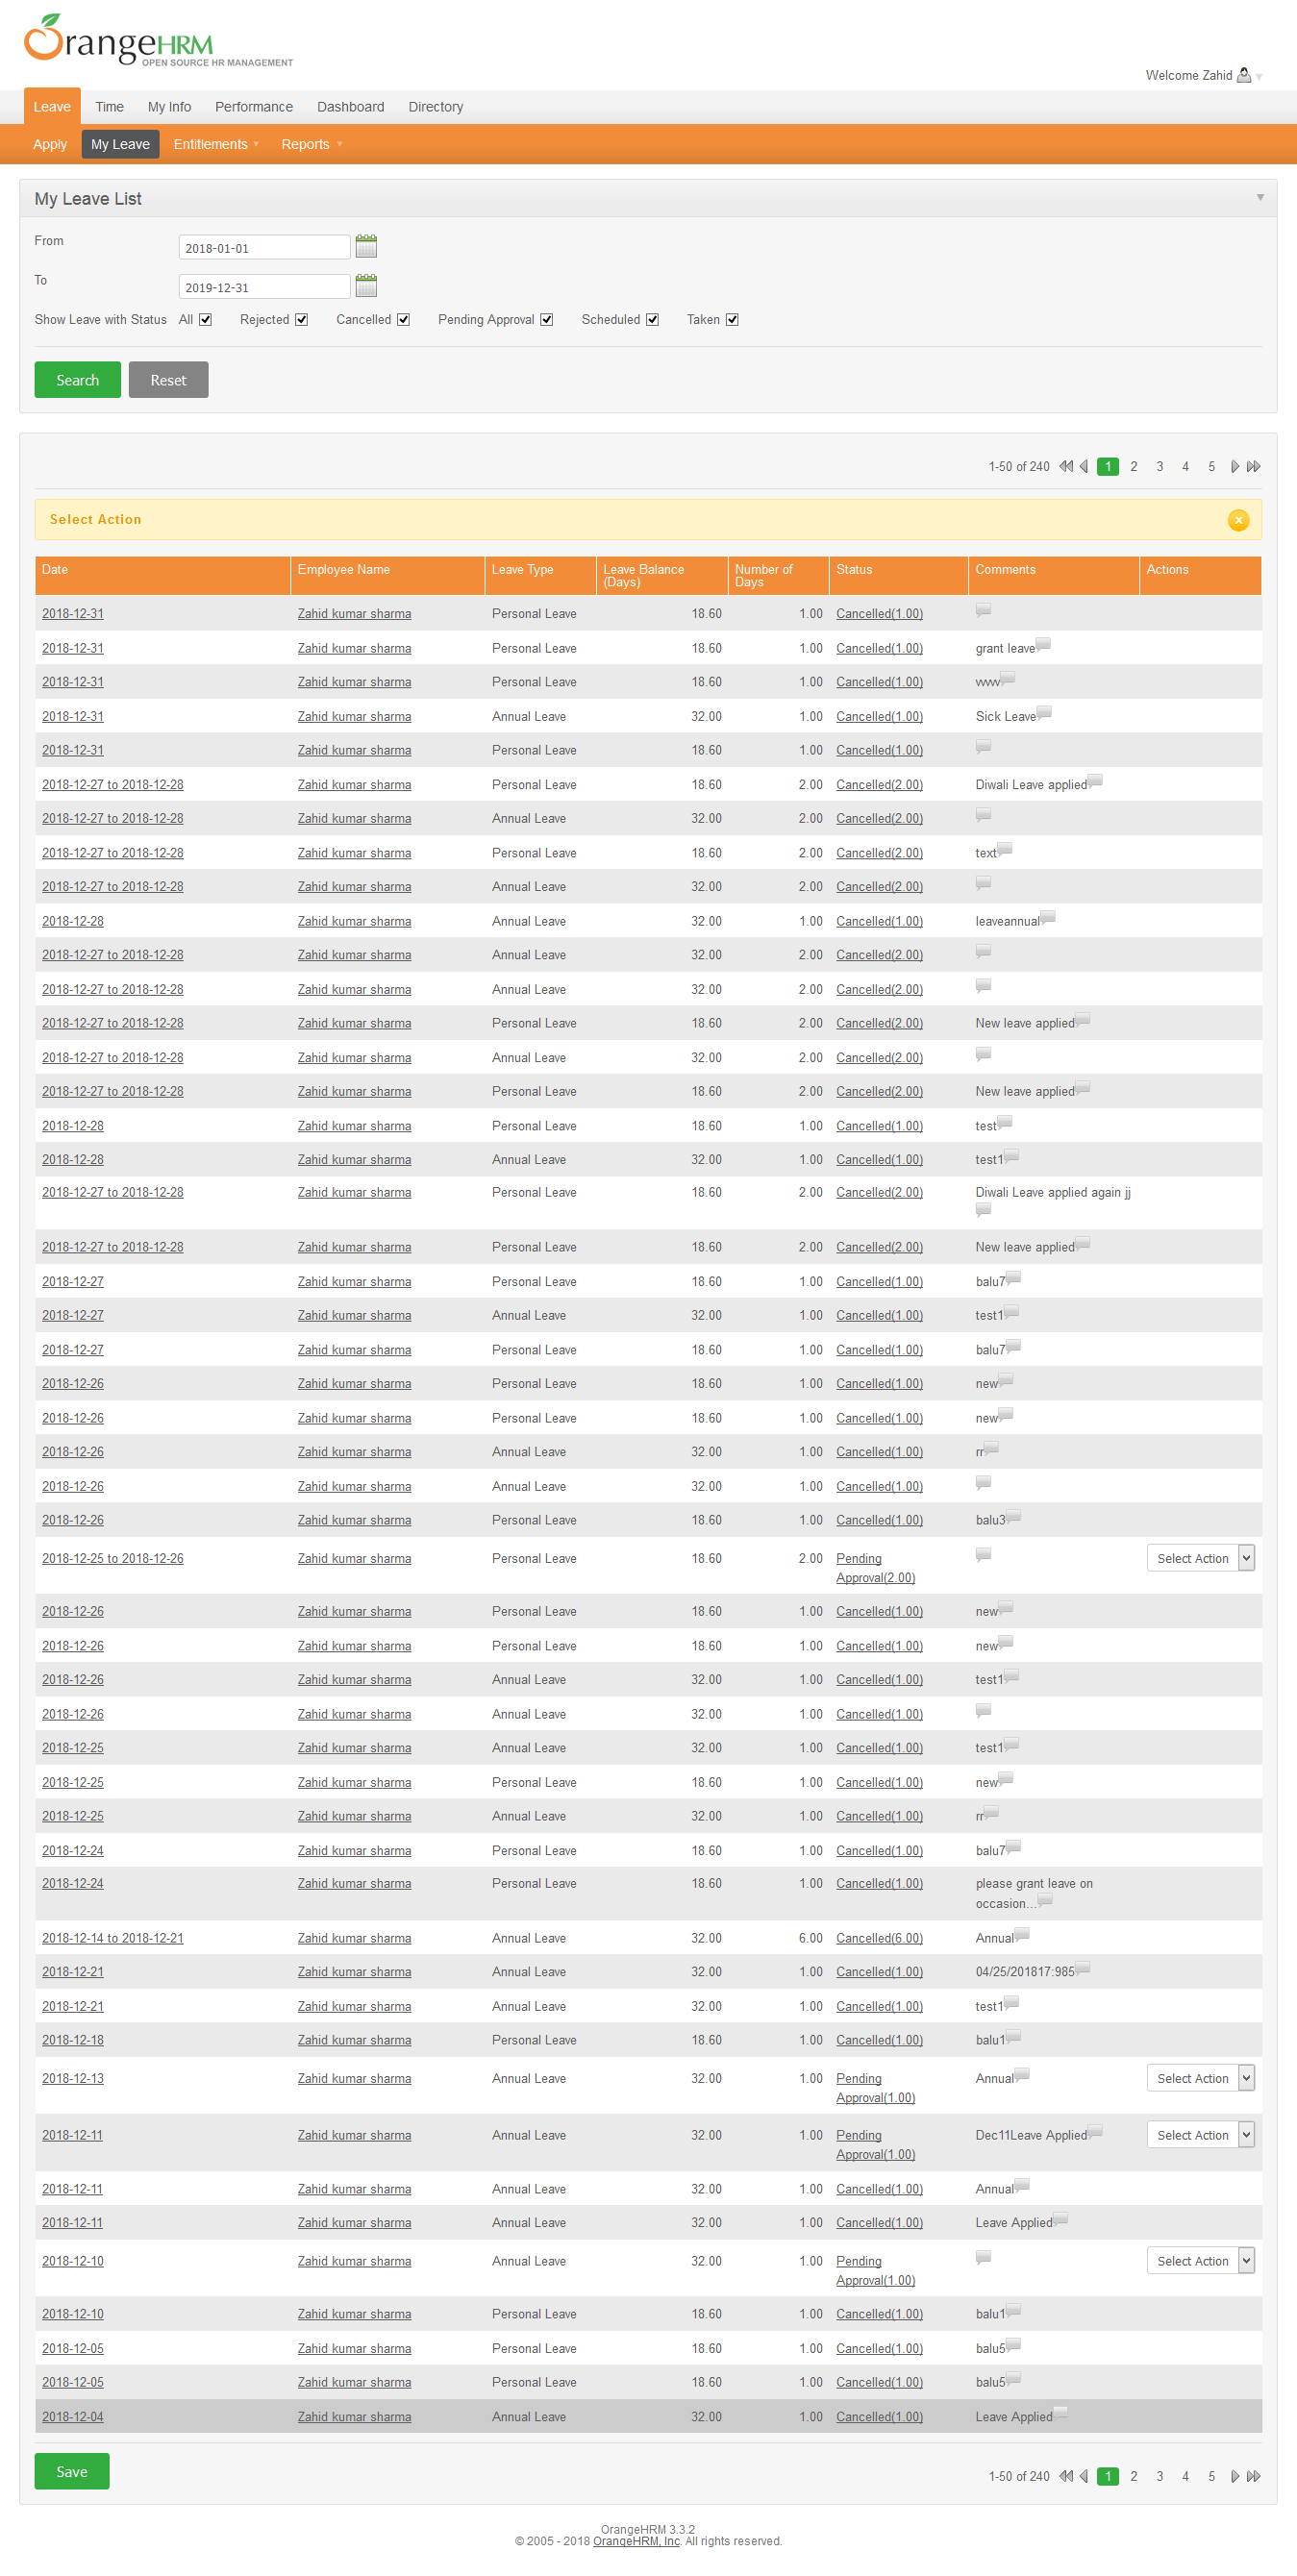 OrangeHRM
OPEN SOURCE HR MANAGEMENT
Welcome Zahid
Leave Time My Info Performance Dashboard Directory
Apply My Leave Entitlements Reports
My Leave List
From 2018-01-01
To 2019-12-31
Show Leave with Status All Rejected Cancelled Pending Approval Scheduled Taken
Search Reset
1-50 of 240 1 2 3 4 5
Select Action x
Date Employee Name Leave Type Leave Balance (Days) Number of Days Status Comments Actions
2018-12-31 Zahid kumar sharma Personal Leave 18.60 1.00 Cancelled(1.00)
2018-12-31 Zahid kumar sharma Personal Leave 18.60 1.00 Cancelled(1.00) grant leave
2018-12-31 Zahid kumar sharma Personal Leave 18.60 1.00 Cancelled(1.00)
2018-12-31 Zahid kumar sharma Annual Leave 32.00 1.00 Cancelled(1.00) Sick Leave
2018-12-31 Zahid kumar sharma Personal Leave 18.60 1.00 Cancelled(1.00)
2018-12-27 to 2018-12-28 Zahid kumar sharma Personal Leave 18.60 2.00 Cancelled(2.00) Diwali Leave applied
2018-12-27 to 2018-12-28 Zahid kumar sharma Annual Leave 32.00 2.00 Cancelled(2.00)
2018-12-27 to 2018-12-28 Zahid kumar sharma Personal Leave 18.60 2.00 Cancelled(2.00) text
2018-12-27 to 2018-12-28 Zahid kumar sharma Annual Leave 32.00 2.00 Cancelled(2.00)
2018-12-28 Zahid kumar sharma Annual Leave 32.00 1.00 Cancelled(1.00) leaveannual
2018-12-27 to 2018-12-28 Zahid kumar sharma Annual Leave 32.00 2.00 Cancelled(2.00)
2018-12-27 to 2018-12-28 Zahid kumar sharma Annual Leave 32.00 2.00 Cancelled(2.00)
2018-12-27 to 2018-12-28 Zahid kumar sharma Personal Leave 18.60 2.00 Cancelled(2.00) New leave applied
2018-12-27 to 2018-12-28 Zahid kumar sharma Annual Leave 32.00 2.00 Cancelled(2.00)
2018-12-27 to 2018-12-28 Zahid kumar sharma Personal Leave 18.60 2.00 Cancelled(2.00) New leave applied
2018-12-28 Zahid kumar sharma Personal Leave 18.60 1.00 Cancelled(1.00) test
2018-12-28 Zahid kumar sharma Annual Leave 32.00 1.00 Cancelled(1.00) test1
2018-12-27 to 2018-12-28 Zahid kumar sharma Personal Leave 18.60 2.00 Cancelled(2.00) Diwali Leave applied again jj
2018-12-27 to 2018-12-28 Zahid kumar sharma Personal Leave 18.60 2.00 Cancelled(2.00) New leave applied
2018-12-27 Zahid kumar sharma Personal Leave 18.60 1.00 Cancelled(1.00) balu7
2018-12-27 Zahid kumar sharma Annual Leave 32.00 1.00 Cancelled(1.00) test1
2018-12-27 Zahid kumar sharma Personal Leave 18.60 1.00 Cancelled(1.00) balu7
2018-12-26 Zahid kumar sharma Personal Leave 18.60 1.00 Cancelled(1.00) new
2018-12-26 Zahid kumar sharma Personal Leave 18.60 1.00 Cancelled(1.00) new
2018-12-26 Zahid kumar sharma Annual Leave 32.00 1.00 Cancelled(1.00) rr
2018-12-26 Zahid kumar sharma Annual Leave 32.00 1.00 Cancelled(1.00)
2018-12-26 Zahid kumar sharma Personal Leave 18.60 1.00 Cancelled(1.00) balu3
2018-12-25 to 2018-12-26 Zahid kumar sharma Personal Leave 18.60 2.00 Pending Approval(2.00) Select Action
2018-12-26 Zahid kumar sharma Personal Leave 18.60 1.00 Cancelled(1.00) new
2018-12-26 Zahid kumar sharma Personal Leave 18.60 1.00 Cancelled(1.00) new
2018-12-26 Zahid kumar sharma Annual Leave 32.00 1.00 Cancelled(1.00) test1
2018-12-26 Zahid kumar sharma Annual Leave 32.00 1.00 Cancelled(1.00)
2018-12-25 Zahid kumar sharma Annual Leave 32.00 1.00 Cancelled(1.00) test1
2018-12-25 Zahid kumar sharma Personal Leave 18.60 1.00 Cancelled(1.00) new
2018-12-25 Zahid kumar sharma Annual Leave 32.00 1.00 Cancelled(1.00) rr
2018-12-24 Zahid kumar sharma Personal Leave 18.60 1.00 Cancelled(1.00) balu7
2018-12-24 Zahid kumar sharma Personal Leave 18.60 1.00 Cancelled(1.00) please grant leave on occasion...
2018-12-14 to 2018-12-21 Zahid kumar sharma Annual Leave 32.00 6.00 Cancelled(6.00) Annual
2018-12-21 Zahid kumar sharma Annual Leave 32.00 1.00 Cancelled(1.00) 04/25/201817:985
2018-12-21 Zahid kumar sharma Annual Leave 32.00 1.00 Cancelled(1.00) test1
2018-12-18 Zahid kumar sharma Personal Leave 18.60 1.00 Cancelled(1.00) balu1
2018-12-13 Zahid kumar sharma Annual Leave 32.00 1.00 Pending Approval(1.00) Annual Select Action
2018-12-11 Zahid kumar sharma Annual Leave 32.00 1.00 Pending Approval(1.00) Dec11Leave Applied Select Action
2018-12-11 Zahid kumar sharma Annual Leave 32.00 1.00 Cancelled(1.00) Annual
2018-12-11 Zahid kumar sharma Annual Leave 32.00 1.00 Cancelled(1.00) Leave Applied
2018-12-10 Zahid kumar sharma Annual Leave 32.00 1.00 Pending Approval(1.00) Select Action
2018-12-10 Zahid kumar sharma Personal Leave 18.60 1.00 Cancelled(1.00) balu1
2018-12-05 Zahid kumar sharma Personal Leave 18.60 1.00 Cancelled(1.00) balu5
2018-12-05 Zahid kumar sharma Personal Leave 18.60 1.00 Cancelled(1.00) balu5
2018-12-04 Zahid kumar sharma Annual Leave 32.00 1.00 Cancelled(1.00) Leave Applied
Save 1-50 of 240 1 2 3 4 5
OrangeHRM 3.3.2
© 2005 - 2018 OrangeHRM, Inc. All rights reserved.